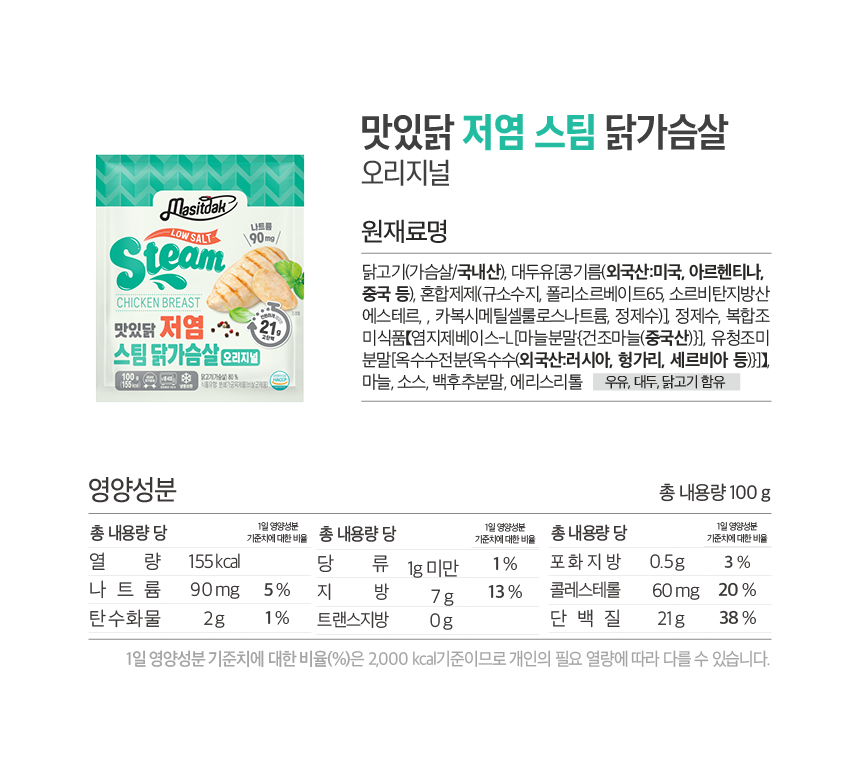 맛있닭 저염 스팀 닭가슴살
오리지널
Masitdak
LOW SALT
Steam
CHICKEN BREAST
나트륨
90mg
21g
맛있닭 저염
스팀 닭가슴살 오리지널
100g
(155kcal)
닭고기(가슴살) 80 %
HACCP
원재료명
닭고기(가슴살/국내산), 대두유[콩기름(외국산:미국, 아르헨티나,
중국 등), 혼합제제(규소수지, 폴리소르베이트65, 소르비탄지방산
에스테르, , 카복시메틸셀룰로스나트륨, 정제수)], 정제수, 복합조
미식품【염지제베이스-L[마늘분말{건조마늘(중국산)}], 유청조미
분말[옥수수전분{옥수수(외국산:러시아, 헝가리, 세르비아 등)}]】,
마늘, 소스, 백후추분말, 에리스리톨 우유, 대두, 닭고기 함유
영양성분
총 내용량 100 g
총 내용량 당 1일 영양성분 기준치에 대한 비율
열 량 155 kcal
나 트 륨 90 mg 5 %
탄수화물 2 g 1 %
총 내용량 당 1일 영양성분 기준치에 대한 비율
당 류 1g 미만 1 %
지 방 7 g 13 %
트랜스지방 0 g
총 내용량 당 1일 영양성분 기준치에 대한 비율
포화지방 0.5 g 3 %
콜레스테롤 60 mg 20 %
단 백 질 21 g 38 %
1일 영양성분 기준치에 대한 비율(%)은 2,000 kcal기준이므로 개인의 필요 열량에 따라 다를 수 있습니다.